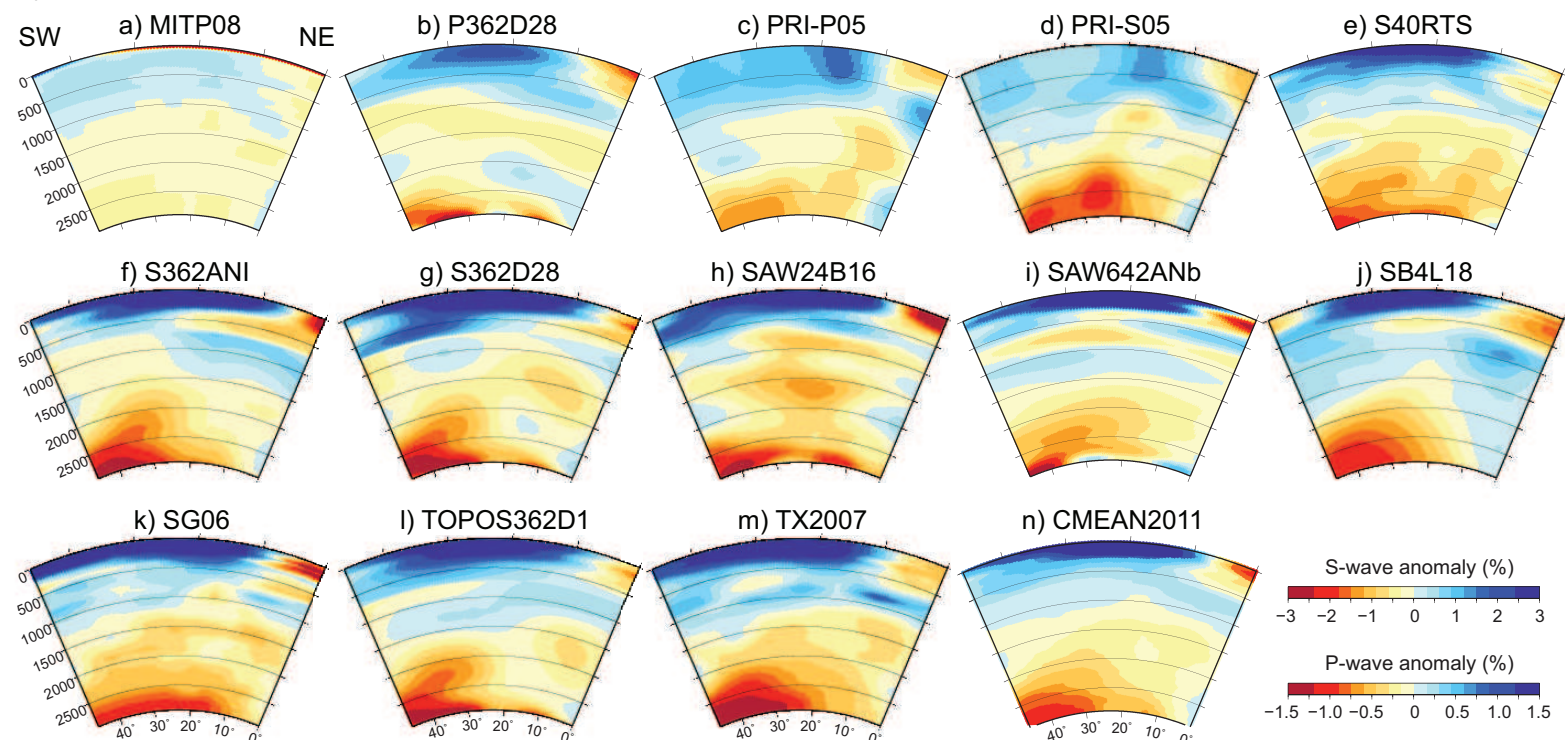 SW a) MITP08 NE b) P362D28 c) PRI-P05 d) PRI-S05 e) S40RTS
0
500
1000
1500
2000
2500
f) S362ANI g) S362D28 h) SAW24B16 i) SAW642ANb j) SB4L18
0
500
1000
1500
2000
2500
k) SG06 l) TOPOS362D1 m) TX2007 n) CMEAN2011
0
500
1000
1500
2000
2500
40° 30° 20° 10° 0° 40° 30° 20° 10° 0° 40° 30° 20° 10° 0° 40° 30° 20° 10° 0°
S-wave anomaly (%)
−3 −2 −1 0 1 2 3
P-wave anomaly (%)
−1.5 −1.0 −0.5 0 0.5 1.0 1.5